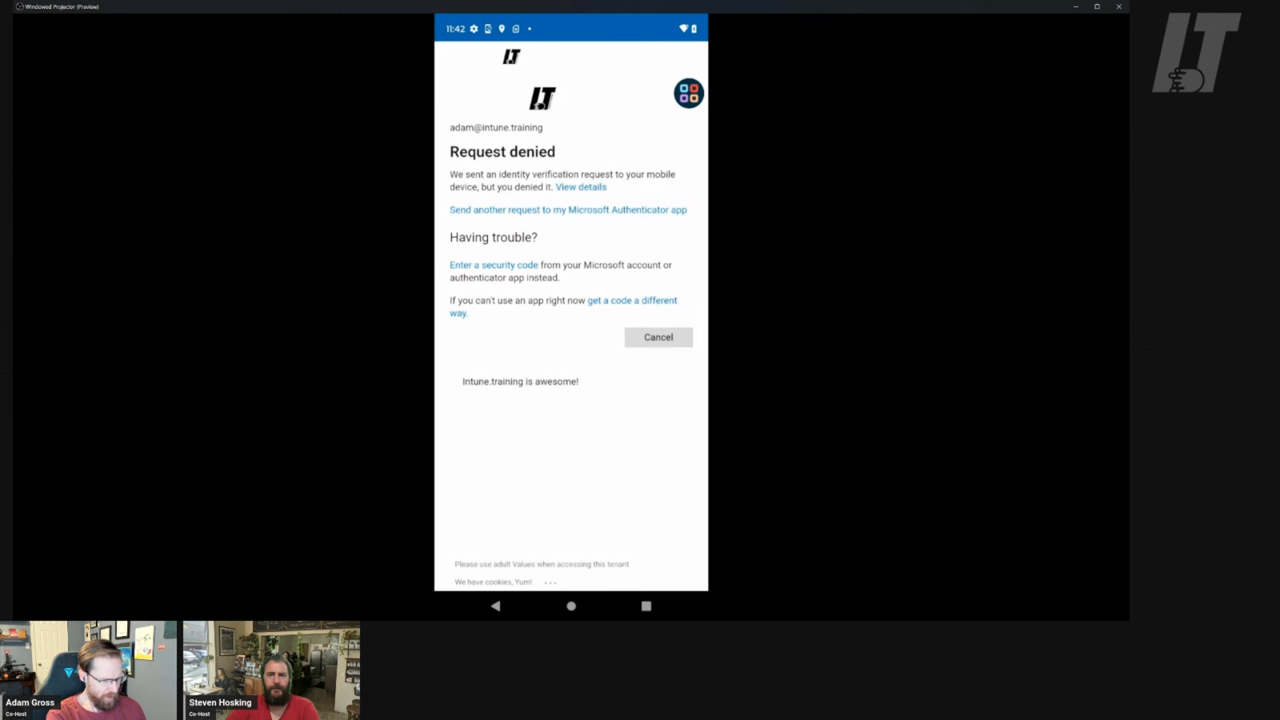 Windowed Projector (Preview)
IT
11:42
IT
IT
adam@intune.training
Request denied
We sent an identity verification request to your mobile
device, but you denied it. View details
Send another request to my Microsoft Authenticator app
Having trouble?
Enter a security code from your Microsoft account or
authenticator app instead.
If you can't use an app right now get a code a different
way.
Cancel
Intune.training is awesome!
Please use adult Values when accessing this tenant
We have cookies, Yum! ...
Adam Gross
Co-Host
Steven Hosking
Co-Host